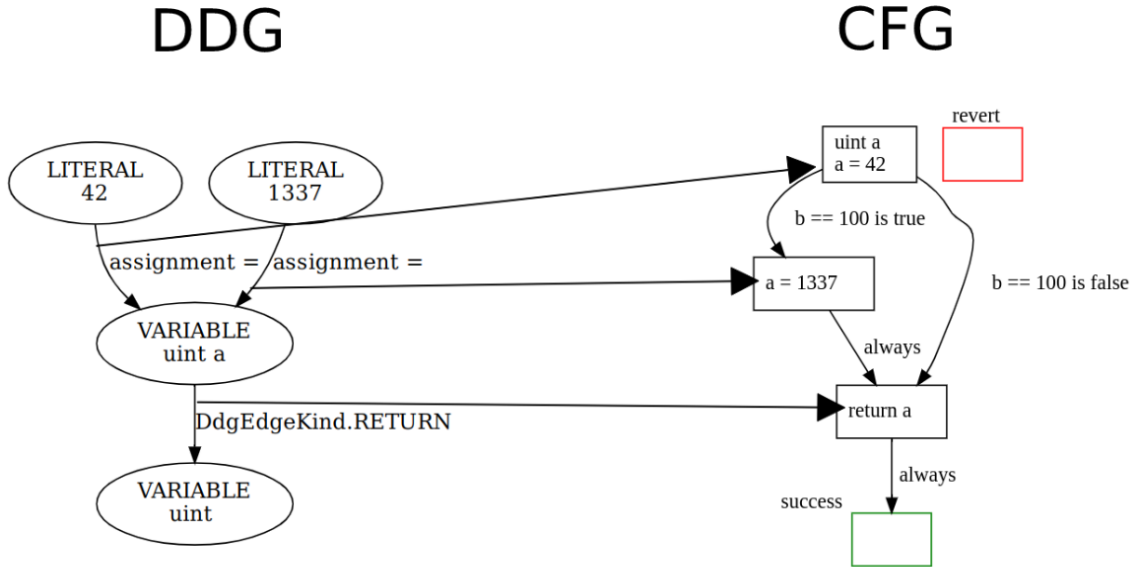 DDG
CFG
LITERAL
42
LITERAL
1337
assignment =
assignment =
VARIABLE
uint a
DdgEdgeKind.RETURN
VARIABLE
uint
revert
uint a
a = 42
b == 100 is true
a = 1337
b == 100 is false
always
return a
always
success